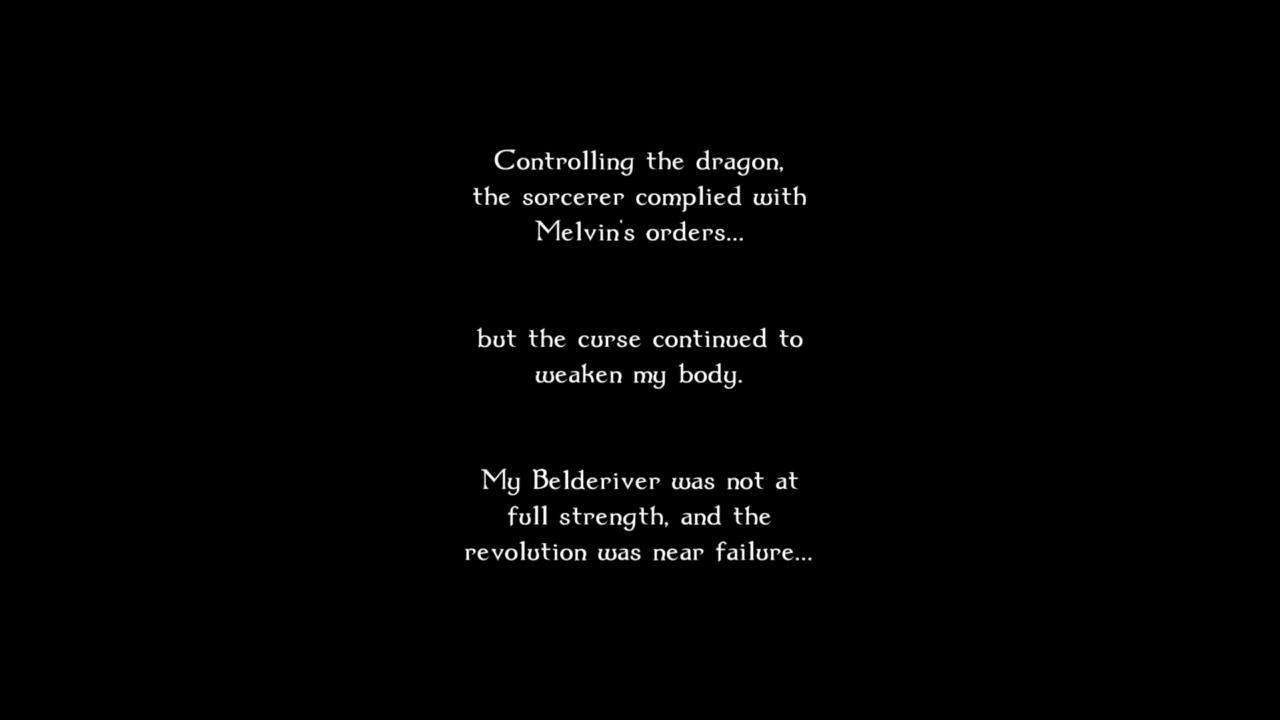 Controlling the dragon,
the sorcerer complied with
Melvin's orders...
but the curse continued to
weaken my body.
My Belderiver was not at
full strength, and the
revolution was near failure...